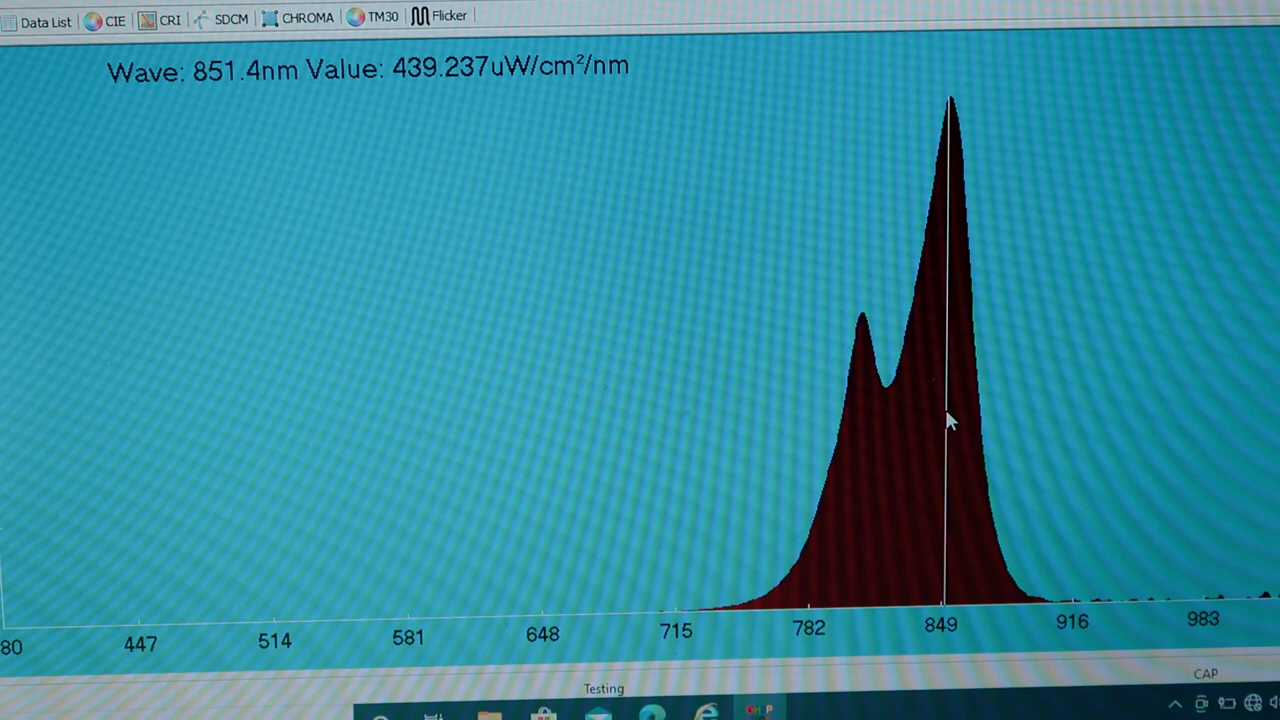 Data List CIE CRI SDCM CHROMA TM30 Flicker
Wave: 851.4nm Value: 439.237uW/cm²/nm
80 447 514 581 648 715 782 849 916 983
CAP
Testing